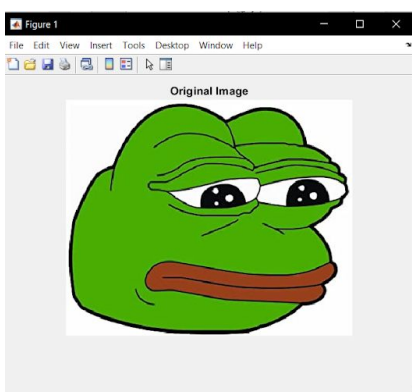 Figure 1
File Edit View Insert Tools Desktop Window Help
Original Image